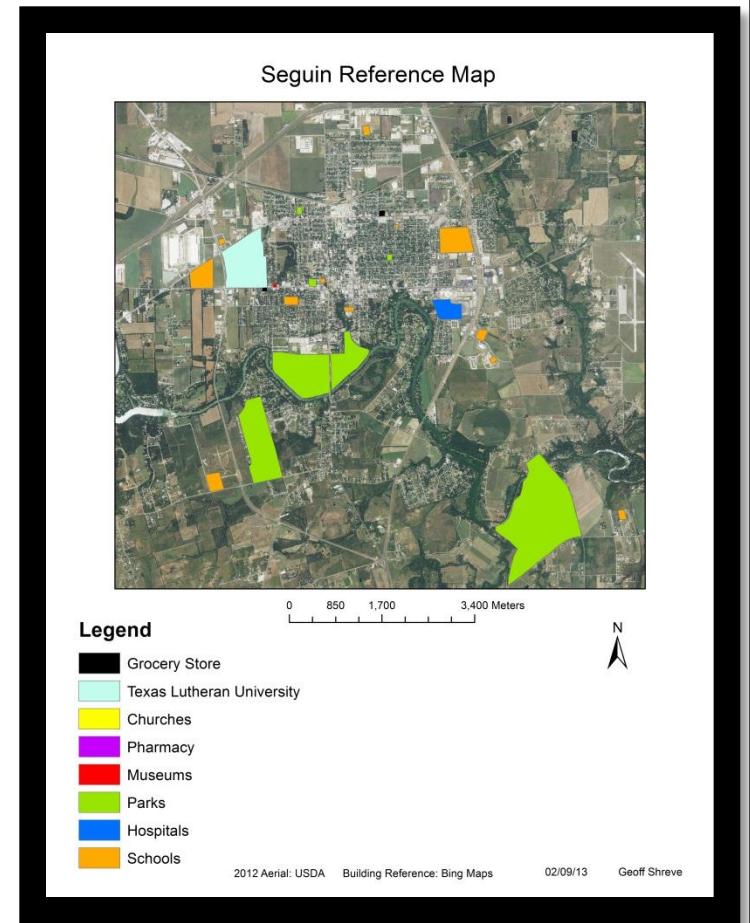 Seguin Reference Map
0 850 1,700 3,400 Meters
N
Legend
Grocery Store
Texas Lutheran University
Churches
Pharmacy
Museums
Parks
Hospitals
Schools
2012 Aerial: USDA Building Reference: Bing Maps 02/09/13 Geoff Shreve